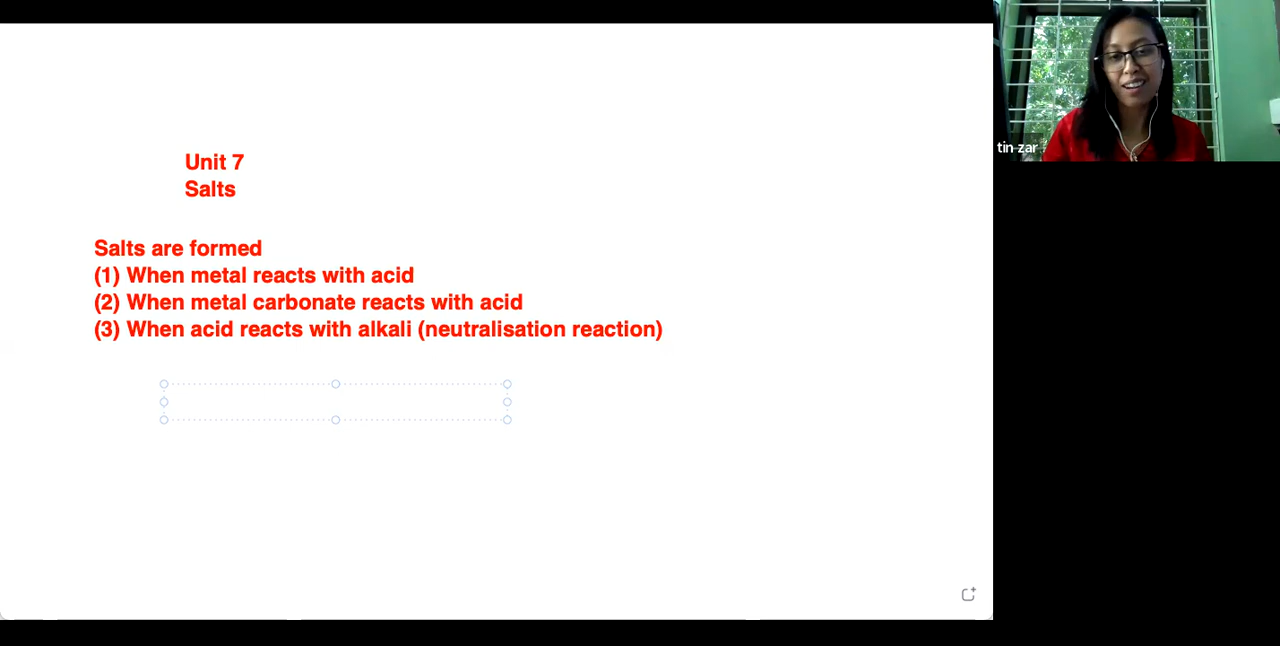 Unit 7
Salts
Salts are formed
(1) When metal reacts with acid
(2) When metal carbonate reacts with acid
(3) When acid reacts with alkali (neutralisation reaction)
tin zar